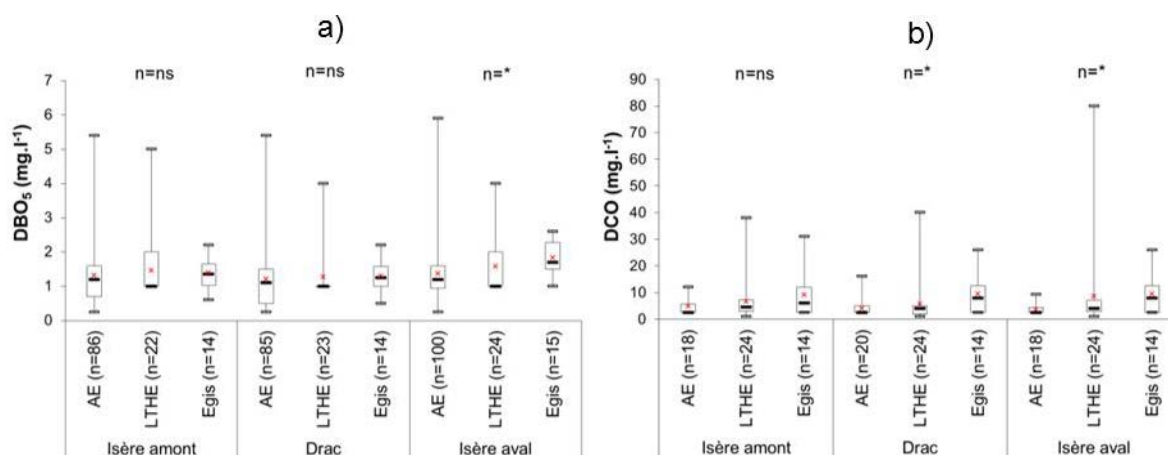 a)
n=ns n=ns n=*
DBO₅ (mg.l⁻¹)
7
6
5
4
3
2
1
0
AE (n=86)
LTHE (n=22)
Egis (n=14)
AE (n=85)
LTHE (n=23)
Egis (n=14)
AE (n=100)
LTHE (n=24)
Egis (n=15)
Isère amont Drac Isère aval
b)
n=ns n=* n=*
DCO (mg.l⁻¹)
90
80
70
60
50
40
30
20
10
0
AE (n=18)
LTHE (n=24)
Egis (n=14)
AE (n=20)
LTHE (n=24)
Egis (n=14)
AE (n=18)
LTHE (n=24)
Egis (n=14)
Isère amont Drac Isère aval